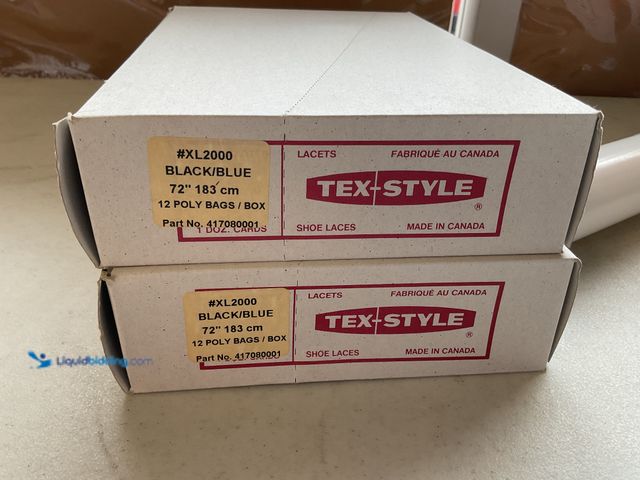 #XL2000
BLACK/BLUE
72" 183 cm
12 POLY BAGS / BOX
Part No. 417080001
1 DOZ. CARDS
LACETS FABRIQUÉ AU CANADA
TEX-STYLE ®
SHOE LACES MADE IN CANADA
#XL2000
BLACK/BLUE
72" 183 cm
12 POLY BAGS / BOX
Part No. 417080001
LACETS FABRIQUÉ AU CANADA
TEX-STYLE ®
SHOE LACES MADE IN CANADA
Liquidbidding.com